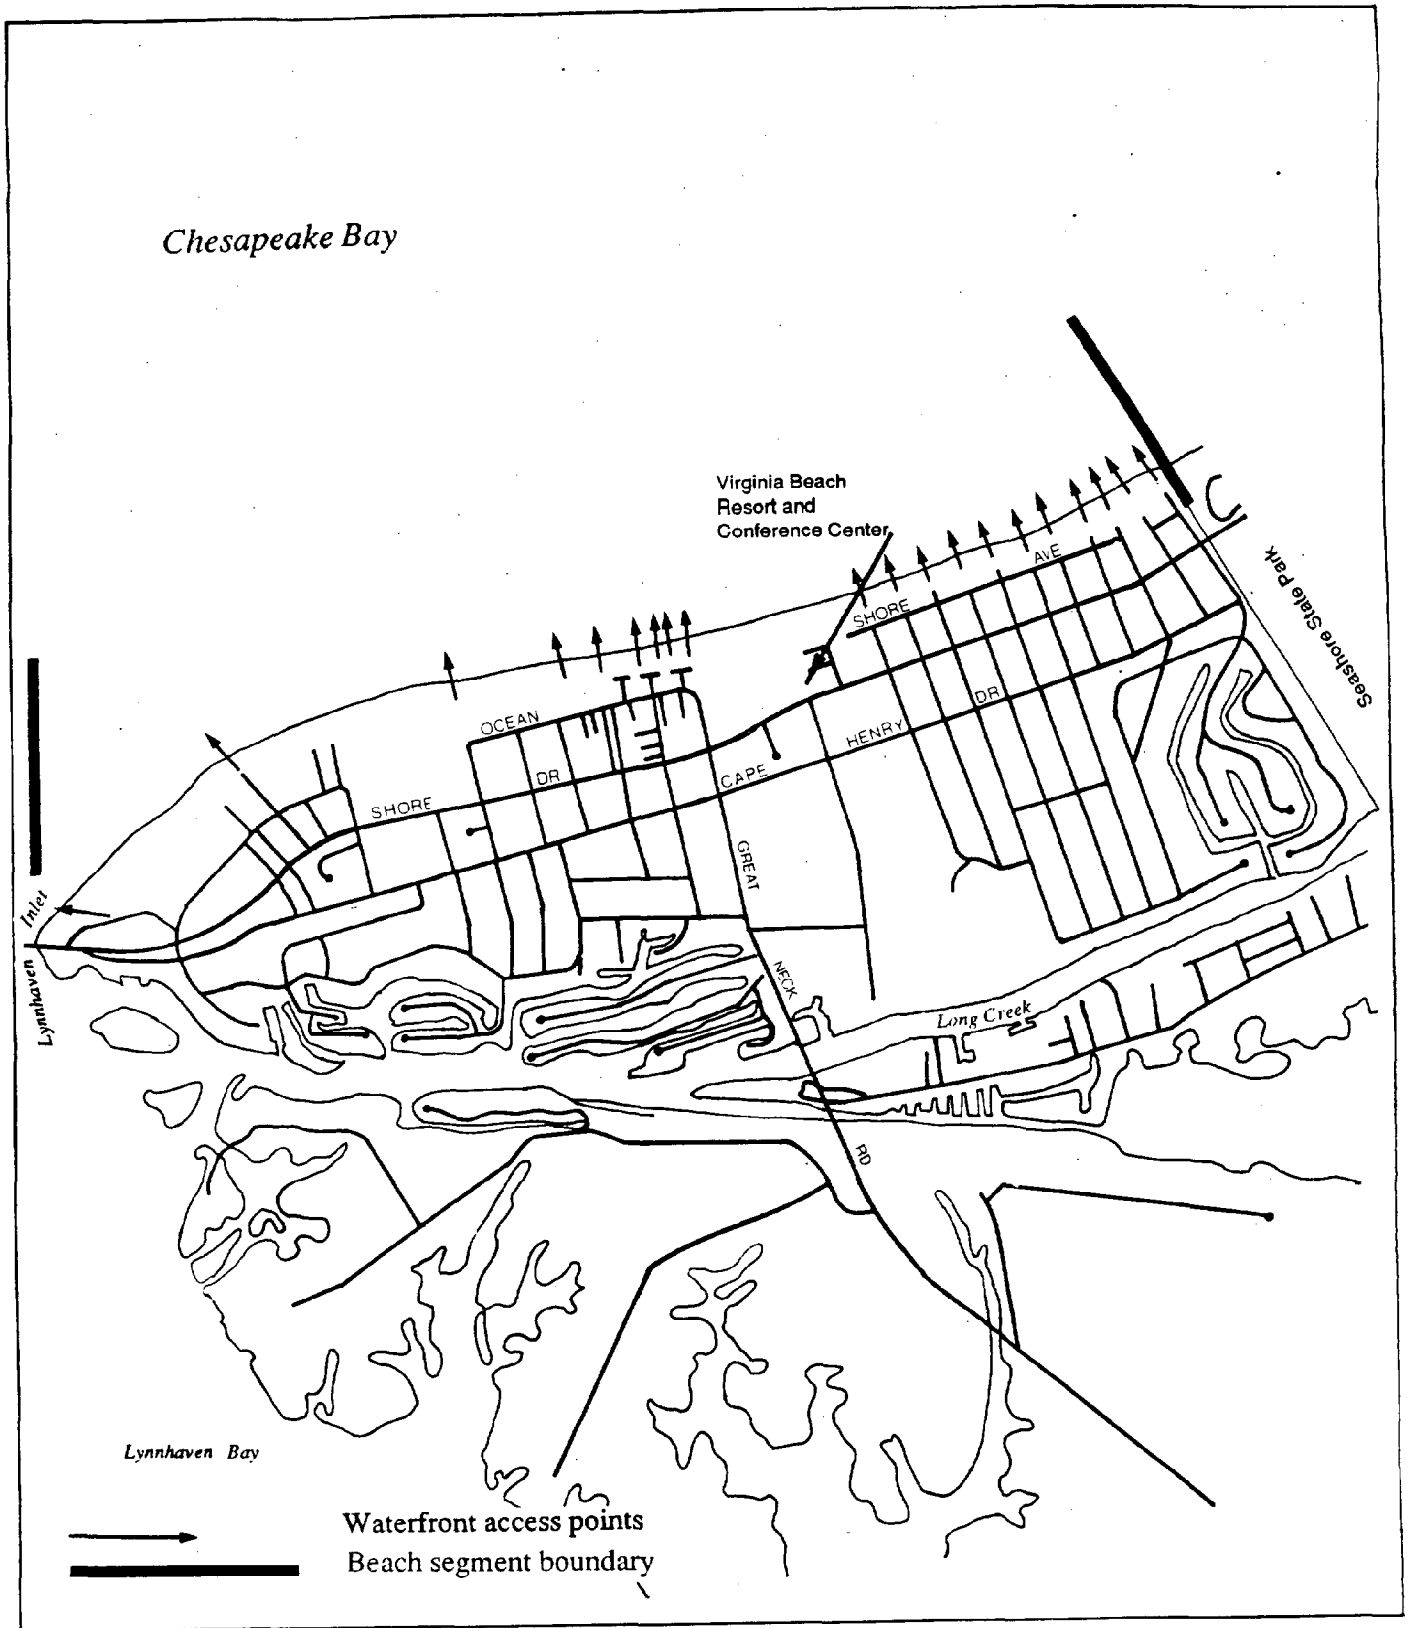 Chesapeake Bay
Virginia Beach
Resort and
Conference Center
SHORE
AVE
Seashore State Park
OCEAN
DR
SHORE
DR
CAPE
HENRY
GREAT
NECK
RD
Inlet
Lynnhaven
Long Creek
Lynnhaven Bay
Waterfront access points
Beach segment boundary